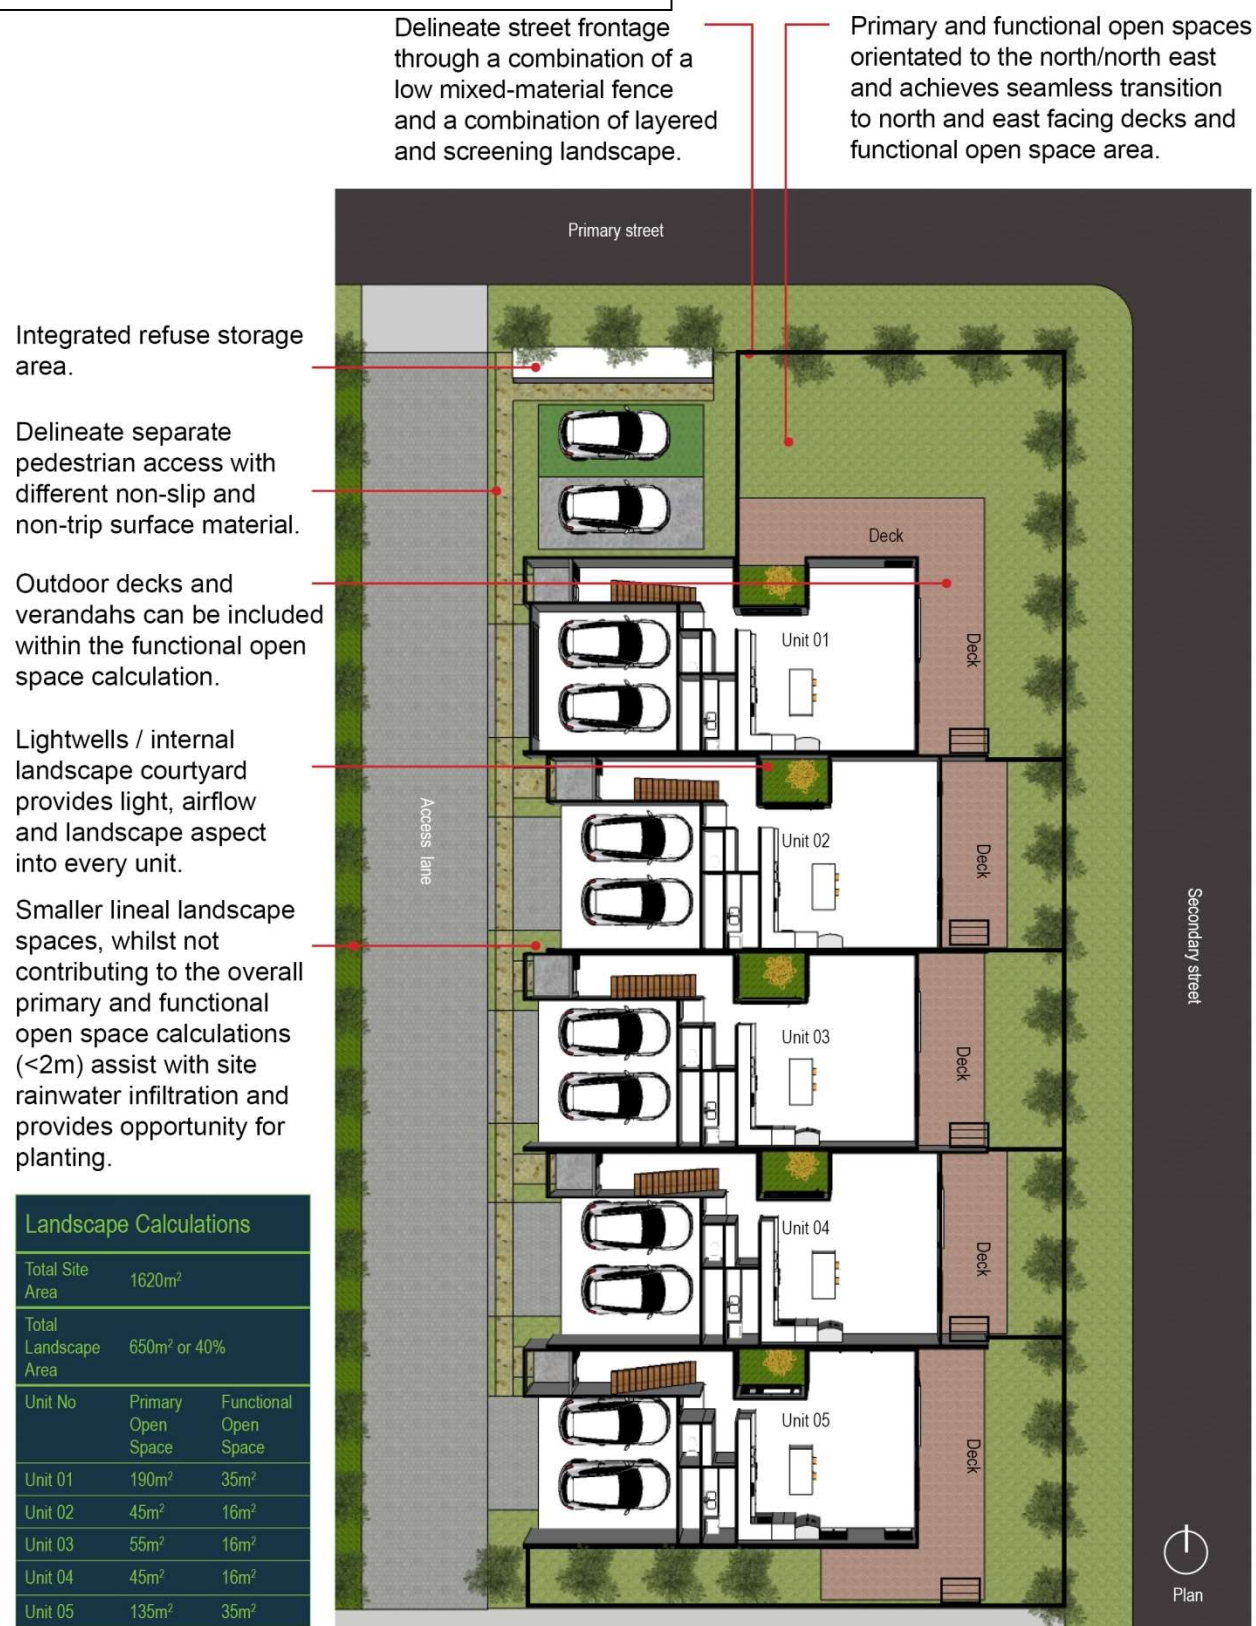 Delineate street frontage
through a combination of a
low mixed-material fence
and a combination of layered
and screening landscape.
Primary and functional open spaces
orientated to the north/north east
and achieves seamless transition
to north and east facing decks and
functional open space area.
Primary street
Integrated refuse storage
area.
Delineate separate
pedestrian access with
different non-slip and
non-trip surface material.
Outdoor decks and
verandahs can be included
within the functional open
space calculation.
Lightwells / internal
landscape courtyard
provides light, airflow
and landscape aspect
into every unit.
Smaller lineal landscape
spaces, whilst not
contributing to the overall
primary and functional
open space calculations
(<2m) assist with site
rainwater infiltration and
provides opportunity for
planting.
Deck
Unit 01
Deck
Access lane
Unit 02
Deck
Secondary street
Unit 03
Deck
Unit 04
Deck
Unit 05
Deck
Plan
Landscape Calculations
Total Site
Area
1620m²
Total
Landscape
Area
650m² or 40%
Unit No
Primary
Open
Space
Functional
Open
Space
Unit 01 190m² 35m²
Unit 02 45m² 16m²
Unit 03 55m² 16m²
Unit 04 45m² 16m²
Unit 05 135m² 35m²